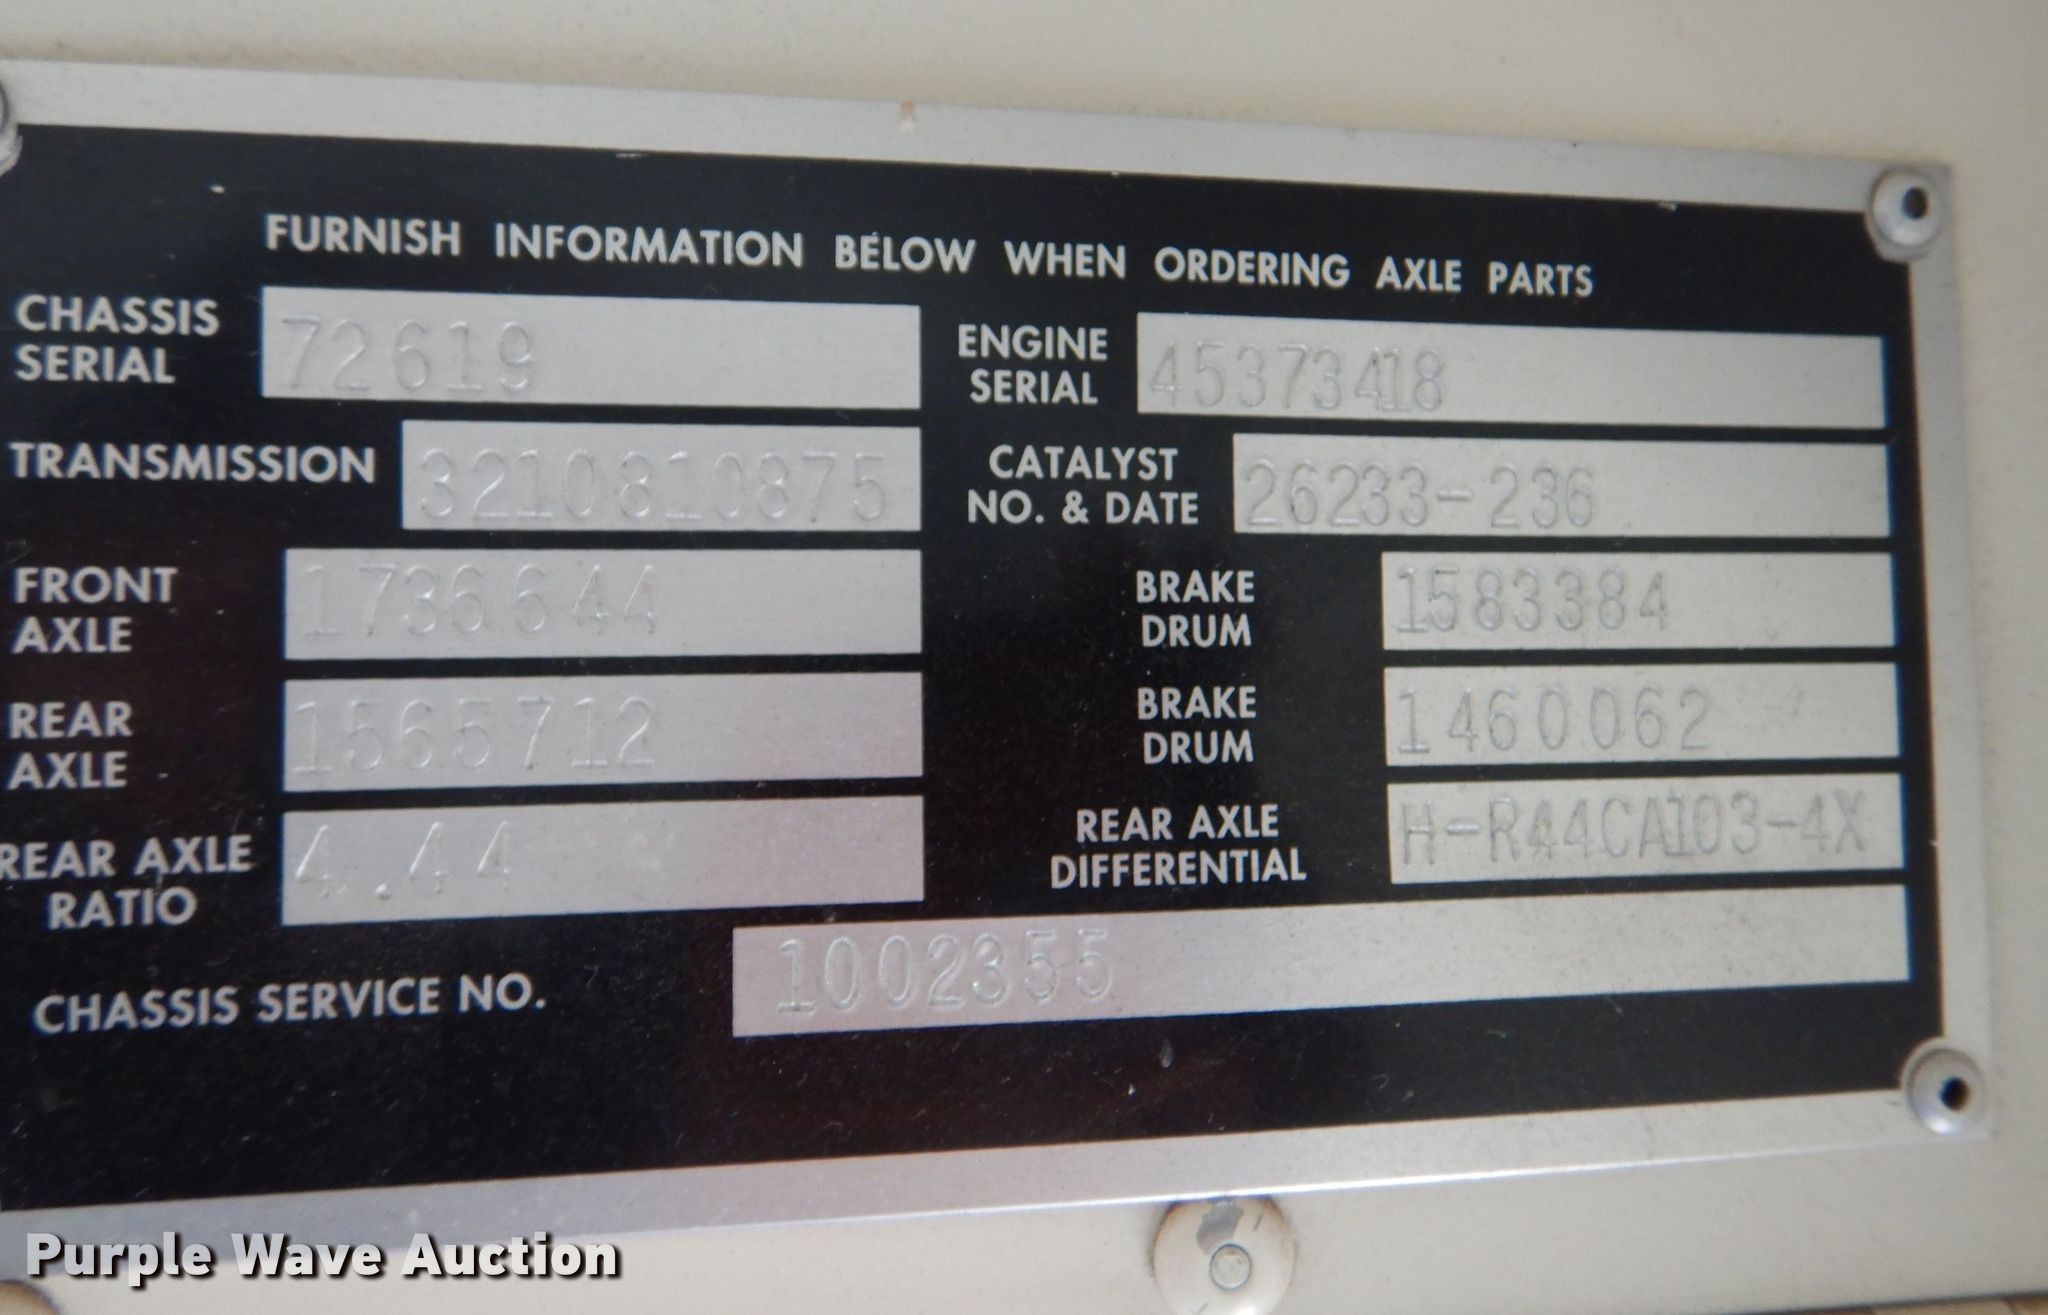 FURNISH INFORMATION BELOW WHEN ORDERING AXLE PARTS
CHASSIS SERIAL 72619
ENGINE SERIAL 45373418
TRANSMISSION 3210810875
CATALYST NO. & DATE 26233-236
FRONT AXLE 1736644
BRAKE DRUM 1583384
REAR AXLE 1565712
BRAKE DRUM 1460062
REAR AXLE RATIO 4.44
REAR AXLE DIFFERENTIAL H-R44CA103-4X
CHASSIS SERVICE NO. 1002355
Purple Wave Auction